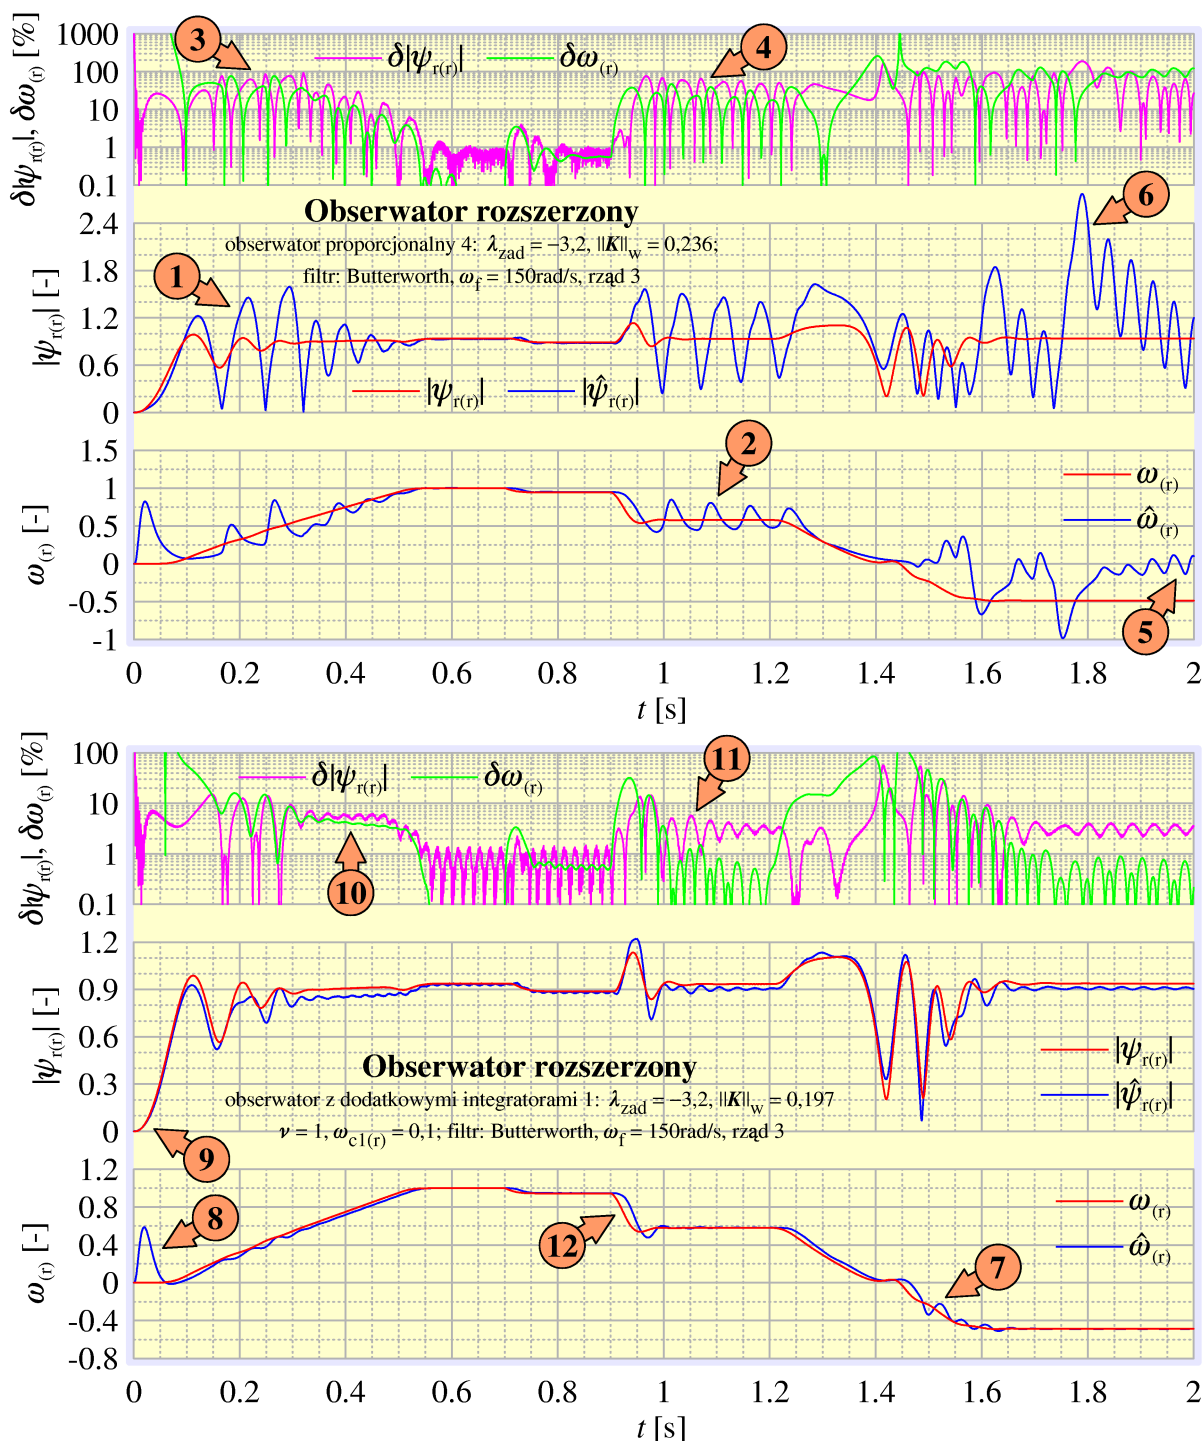 δ|ψr(r)|, δω(r) [%]
1000
100
10
1
0.1
3
δ|ψr(r)|
δω(r)
4
|ψr(r)| [-]
2.4
1.8
1.2
0.6
0
Obserwator rozszerzony
obserwator proporcjonalny 4: λzad = −3,2, ||K||w = 0,236;
filtr: Butterworth, ωf = 150rad/s, rząd 3
1
6
|ψr(r)|
|ψ̂r(r)|
ω(r) [-]
1.5
1
0.5
0
-0.5
-1
2
ω(r)
ω̂(r)
5
0 0.2 0.4 0.6 0.8 1 1.2 1.4 1.6 1.8 2
t [s]
δ|ψr(r)|, δω(r) [%]
100
10
1
0.1
δ|ψr(r)|
δω(r)
11
10
|ψr(r)| [-]
1.2
0.9
0.6
0.3
0
Obserwator rozszerzony
obserwator z dodatkowymi integratorami 1: λzad = −3,2, ||K||w = 0,197
ν = 1, ωc1(r) = 0,1; filtr: Butterworth, ωf = 150rad/s, rząd 3
|ψr(r)|
|ψ̂r(r)|
9
ω(r) [-]
1.2
0.8
0.4
0
-0.4
-0.8
8
12
7
ω(r)
ω̂(r)
0 0.2 0.4 0.6 0.8 1 1.2 1.4 1.6 1.8 2
t [s]